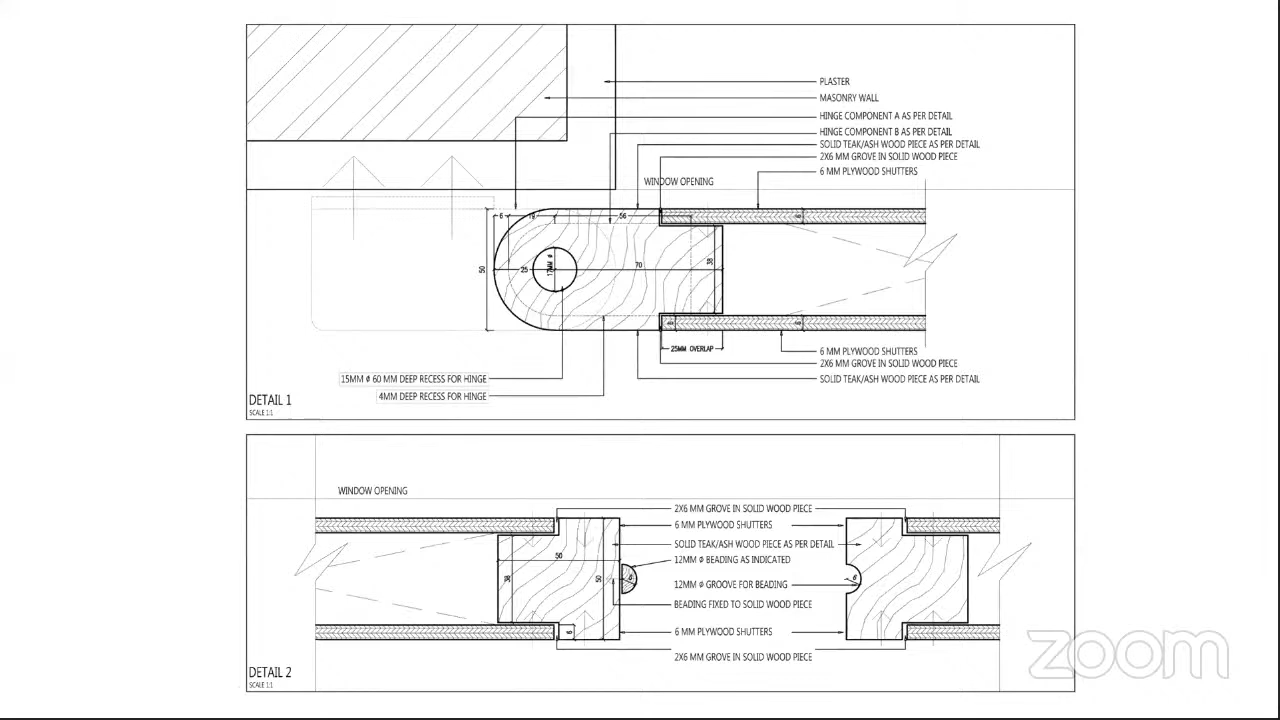 PLASTER
MASONRY WALL
HINGE COMPONENT A AS PER DETAIL
HINGE COMPONENT B AS PER DETAIL
SOLID TEAK/ASH WOOD PIECE AS PER DETAIL
2X6 MM GROVE IN SOLID WOOD PIECE
6 MM PLYWOOD SHUTTERS
WINDOW OPENING
6
19
56
6
50
25
17MM ϕ
70
38
6
6
25MM OVERLAP
6 MM PLYWOOD SHUTTERS
2X6 MM GROVE IN SOLID WOOD PIECE
SOLID TEAK/ASH WOOD PIECE AS PER DETAIL
15MM ϕ 60 MM DEEP RECESS FOR HINGE
4MM DEEP RECESS FOR HINGE
DETAIL 1
SCALE 1:1
WINDOW OPENING
2X6 MM GROVE IN SOLID WOOD PIECE
6 MM PLYWOOD SHUTTERS
SOLID TEAK/ASH WOOD PIECE AS PER DETAIL
12MM ϕ BEADING AS INDICATED
12MM ϕ GROOVE FOR BEADING
BEADING FIXED TO SOLID WOOD PIECE
6 MM PLYWOOD SHUTTERS
2X6 MM GROVE IN SOLID WOOD PIECE
50
38
50
6
6
6
DETAIL 2
SCALE 1:1
zoom